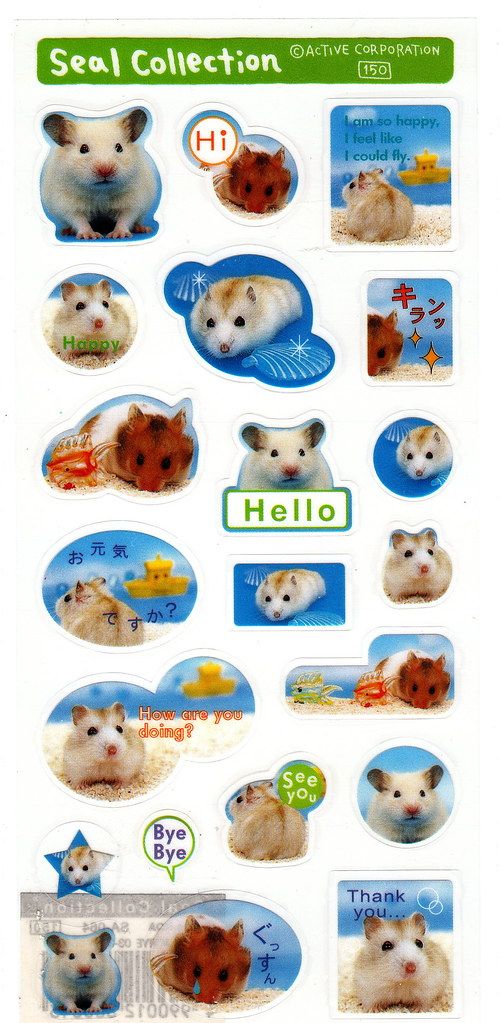 Seal Collection
©ACTIVE CORPORATION
150
Hi
I am so happy,
I feel like
I could fly.
Happy
キランッ
Hello
お元気
ですか?
How are you
doing?
See
you
Bye
Bye
Thank
you...
ぐっすん